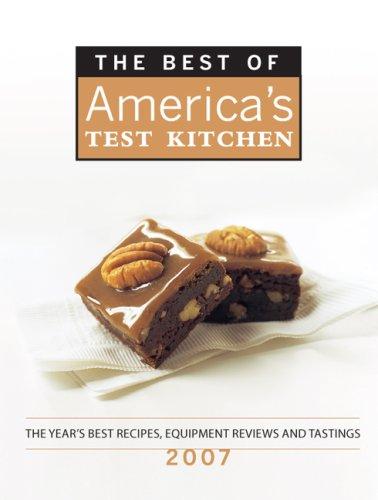 THE BEST OF
America's
TEST KITCHEN
THE YEAR'S BEST RECIPES, EQUIPMENT REVIEWS AND TASTINGS
2007